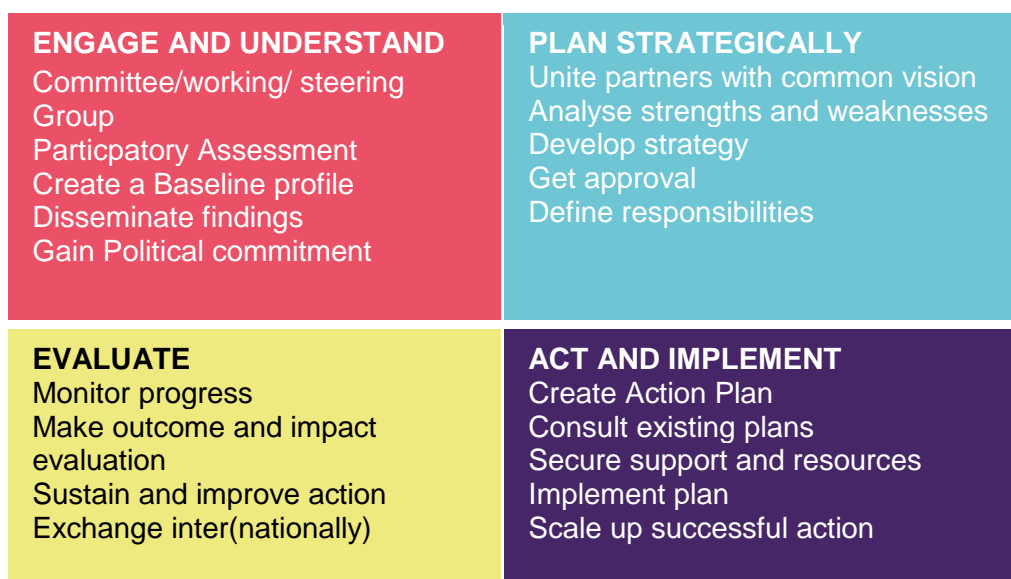 ENGAGE AND UNDERSTAND
Committee/working/ steering
Group
Particpatory Assessment
Create a Baseline profile
Disseminate findings
Gain Political commitment
PLAN STRATEGICALLY
Unite partners with common vision
Analyse strengths and weaknesses
Develop strategy
Get approval
Define responsibilities
EVALUATE
Monitor progress
Make outcome and impact
evaluation
Sustain and improve action
Exchange inter(nationally)
ACT AND IMPLEMENT
Create Action Plan
Consult existing plans
Secure support and resources
Implement plan
Scale up successful action